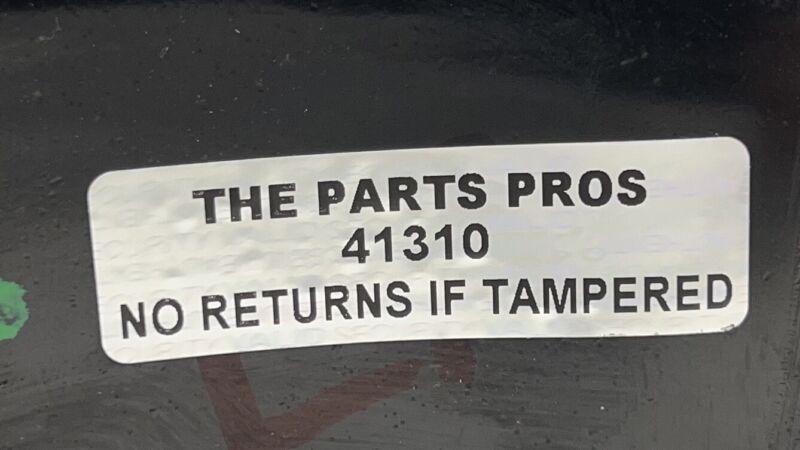 THE PARTS PROS
41310
NO RETURNS IF TAMPERED